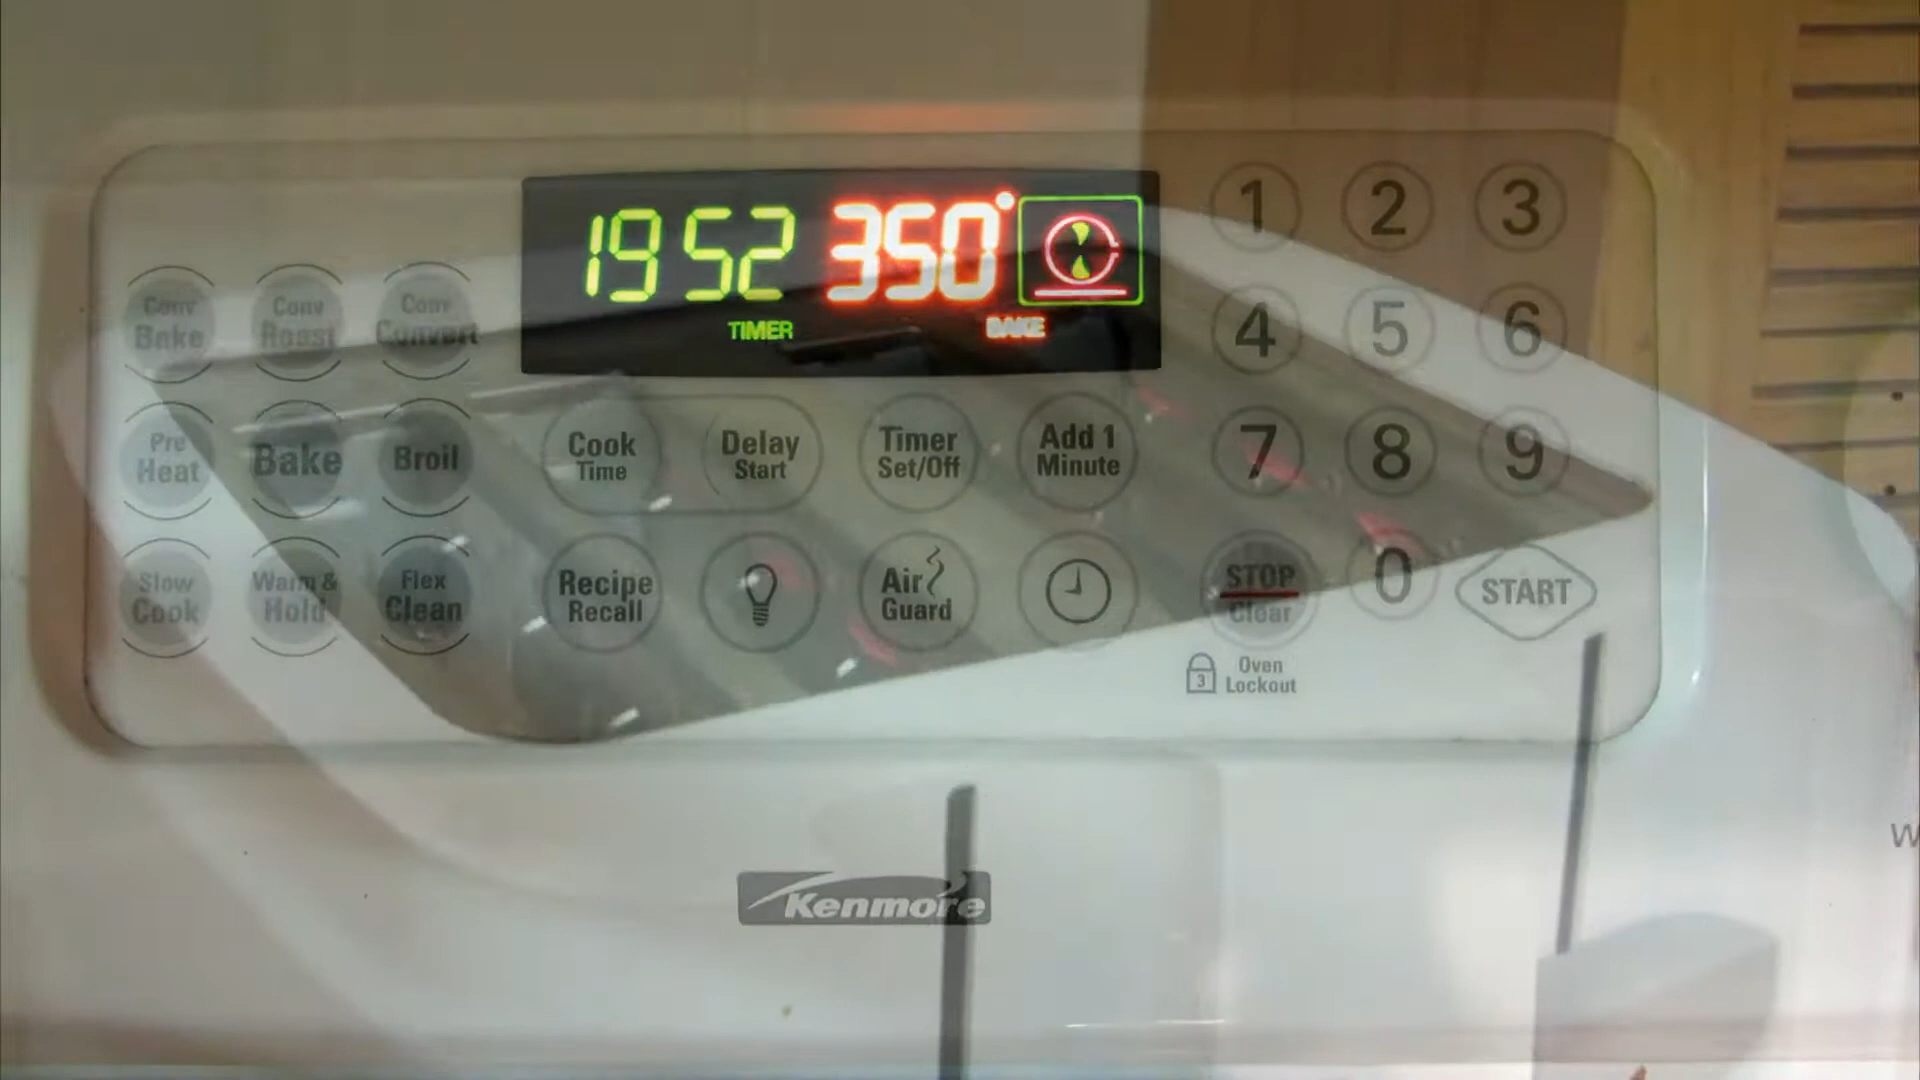 19 52 350°
TIMER BAKE
1 2 3
4 5 6
7 8 9
0
Conv
Bake
Conv
Roast
Conv
Convert
Pre
Heat
Bake
Broil
Cook
Time
Delay
Start
Timer
Set/Off
Add 1
Minute
Slow
Cook
Warm &
Hold
Flex
Clean
Recipe
Recall
Air
Guard
STOP
Clear
START
3
Oven
Lockout
Kenmore